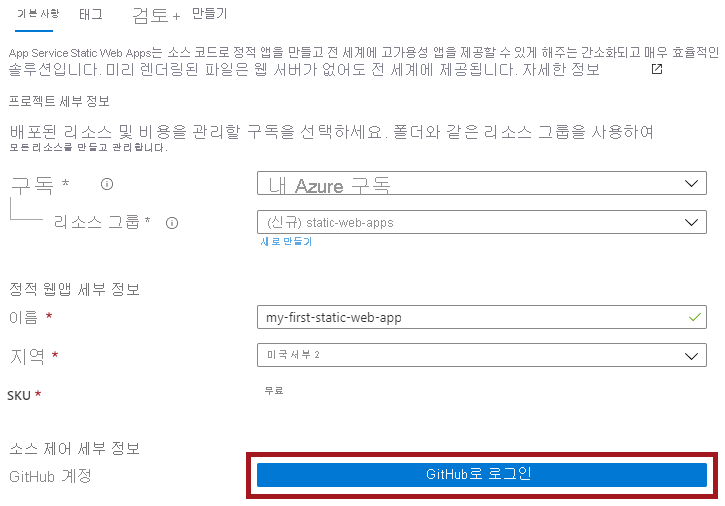 기본 사항 태그 검토 + 만들기
App Service Static Web Apps는 소스 코드로 정적 앱을 만들고 전 세계에 고가용성 앱을 제공할 수 있게 해주는 간소화되고 매우 효율적인
솔루션입니다. 미리 렌더링된 파일은 웹 서버가 없어도 전 세계에 제공됩니다. 자세한 정보
프로젝트 세부 정보
배포된 리소스 및 비용을 관리할 구독을 선택하세요. 폴더와 같은 리소스 그룹을 사용하여
모든 리소스를 만들고 관리합니다.
구독 * 내 Azure 구독
리소스 그룹 * (신규) static-web-apps
새로 만들기
정적 웹앱 세부 정보
이름 * my-first-static-web-app
지역 * 미국 서부 2
SKU * 무료
소스 제어 세부 정보
GitHub 계정 GitHub로 로그인